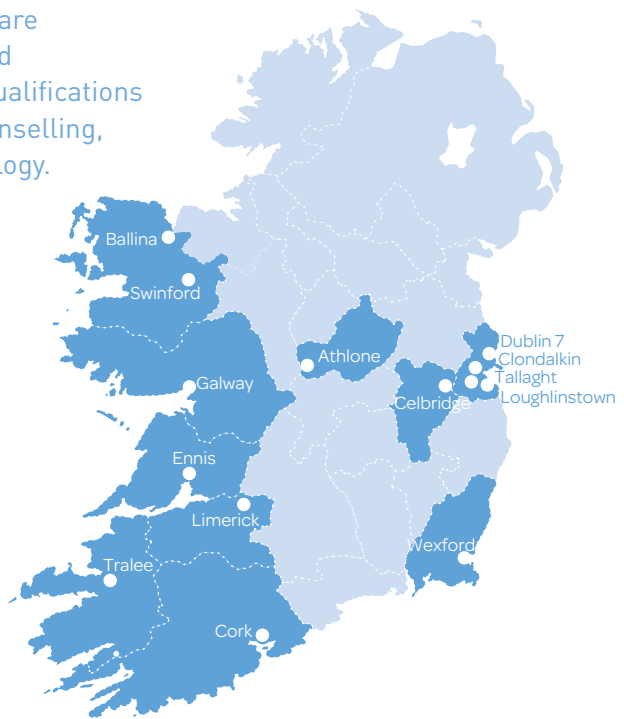 are
d
ualifications
nselling,
logy.
Ballina
Swinford
Dublin 7
Athlone
Clondalkin
Tallaght
Galway
Celbridge
Loughlinstown
Ennis
Limerick
Wexford
Tralee
Cork